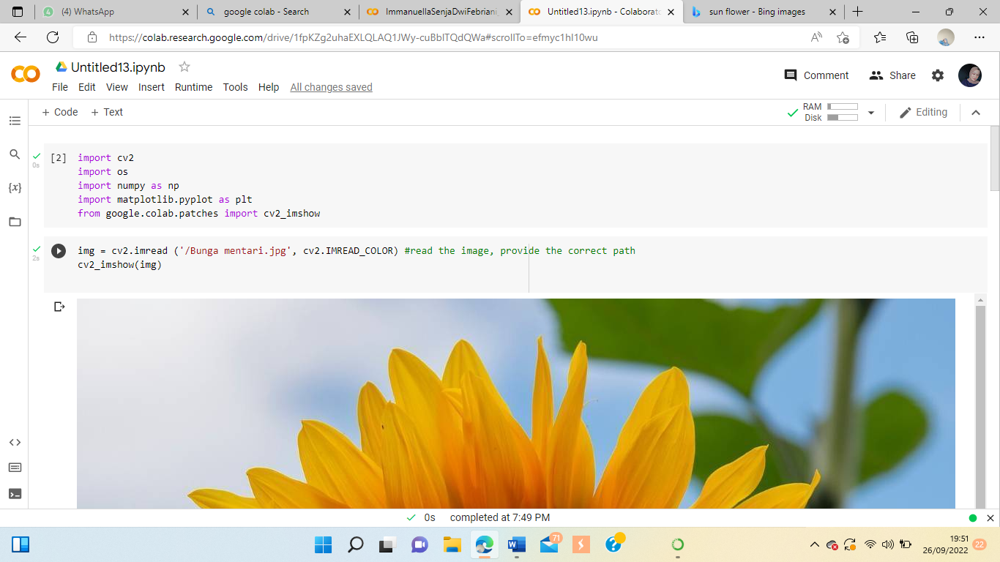 (4) WhatsApp
google colab - Search
ImmanuellaSenjaDwiFebriani
Untitled13.ipynb - Colaborato
sun flower - Bing images
https://colab.research.google.com/drive/1fpKZg2uhaEXLQLAQ1JWy-cuBblTQdQWa#scrollTo=efmyc1hI10wu
Untitled13.ipynb
Comment
Share
File Edit View Insert Runtime Tools Help All changes saved
+ Code + Text
RAM
Disk
Editing
[2] import cv2
0s
import os
import numpy as np
import matplotlib.pyplot as plt
from google.colab.patches import cv2_imshow
img = cv2.imread ('/Bunga mentari.jpg', cv2.IMREAD_COLOR) #read the image, provide the correct path
2s
cv2_imshow(img)
0s completed at 7:49 PM
71
19:51
26/09/2022
22